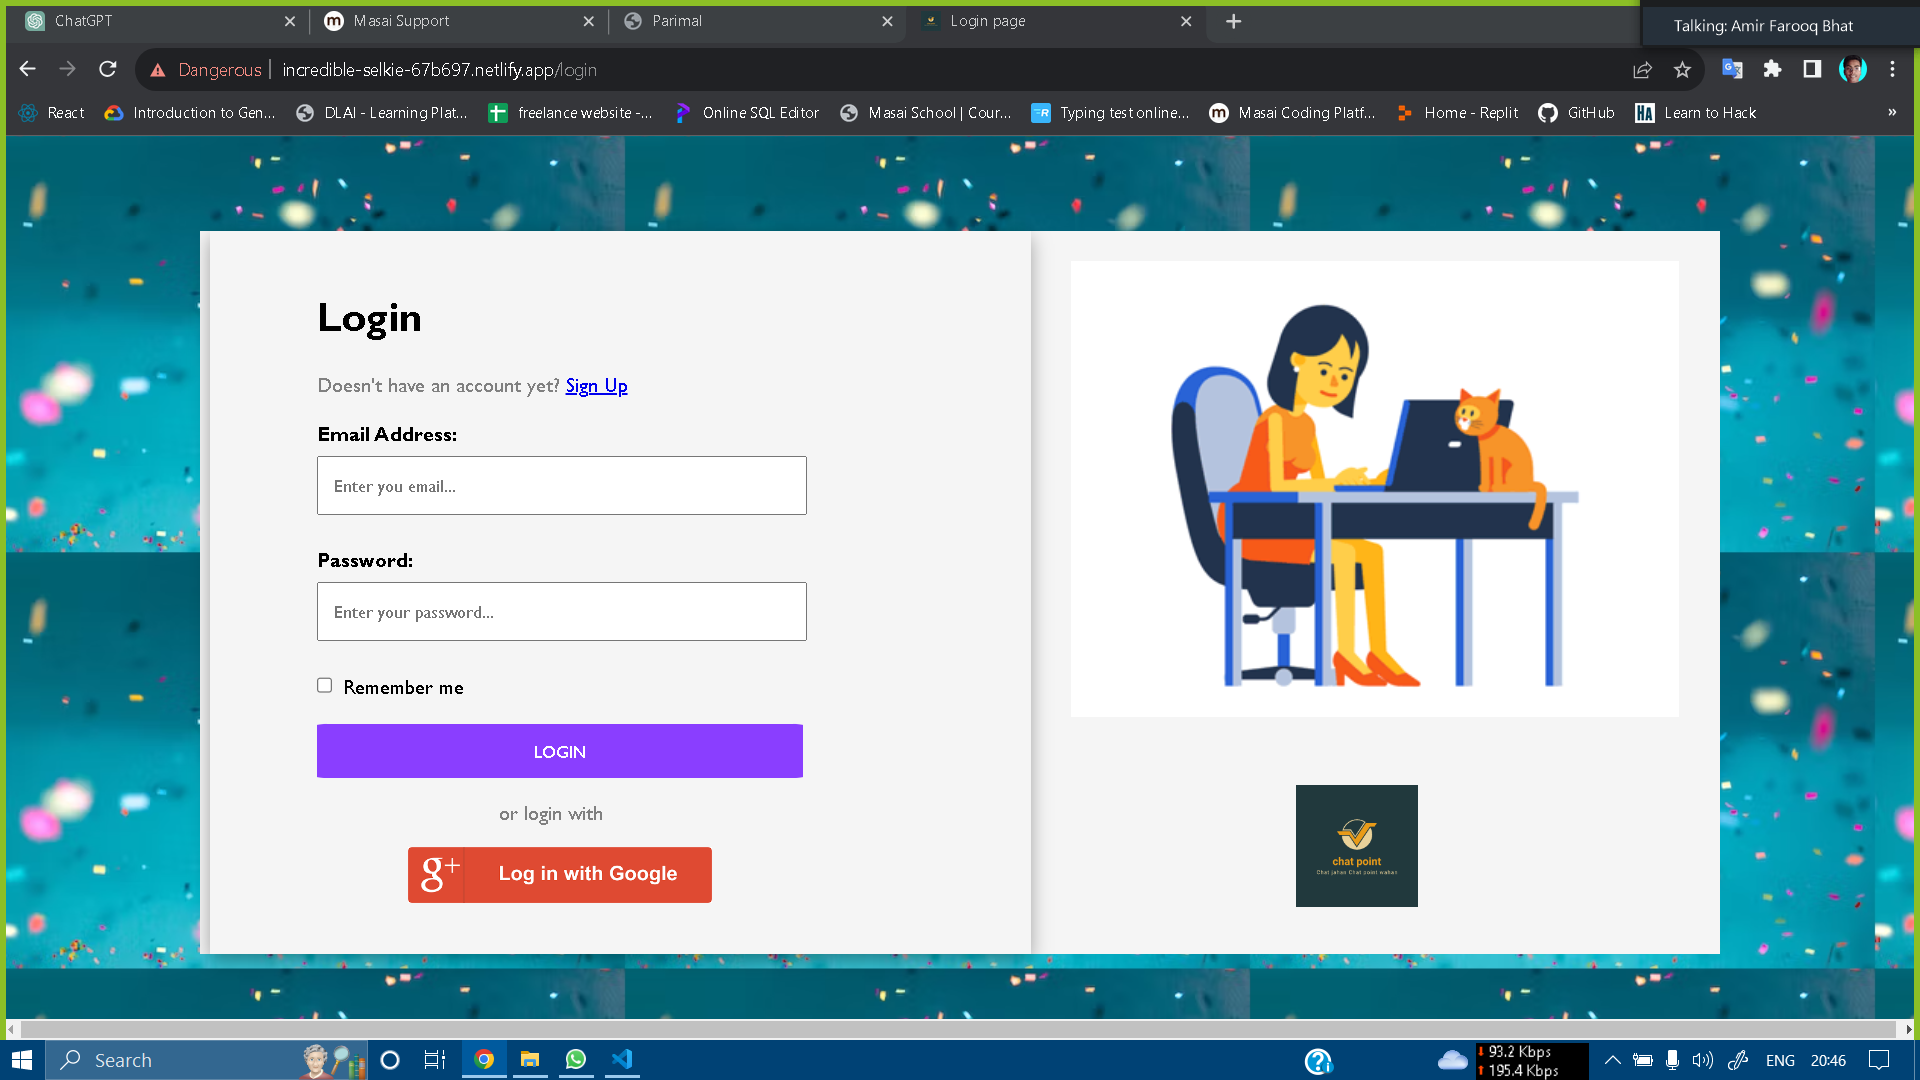 ChatGPT
Masai Support
Parimal
Login page
Talking: Amir Farooq Bhat
Dangerous
incredible-selkie-67b697.netlify.app/login
React
Introduction to Gen...
DLAI - Learning Plat...
freelance website -...
Online SQL Editor
Masai School | Cour...
Typing test online...
Masai Coding Platf...
Home - Replit
GitHub
HA
Learn to Hack
»
Login
Doesn't have an account yet? Sign Up
Email Address:
Enter you email...
Password:
Enter your password...
Remember me
LOGIN
or login with
g+
Log in with Google
chat point
Chat jahan Chat point wahan
Search
93.2 Kbps
195.4 Kbps
ENG
20:46